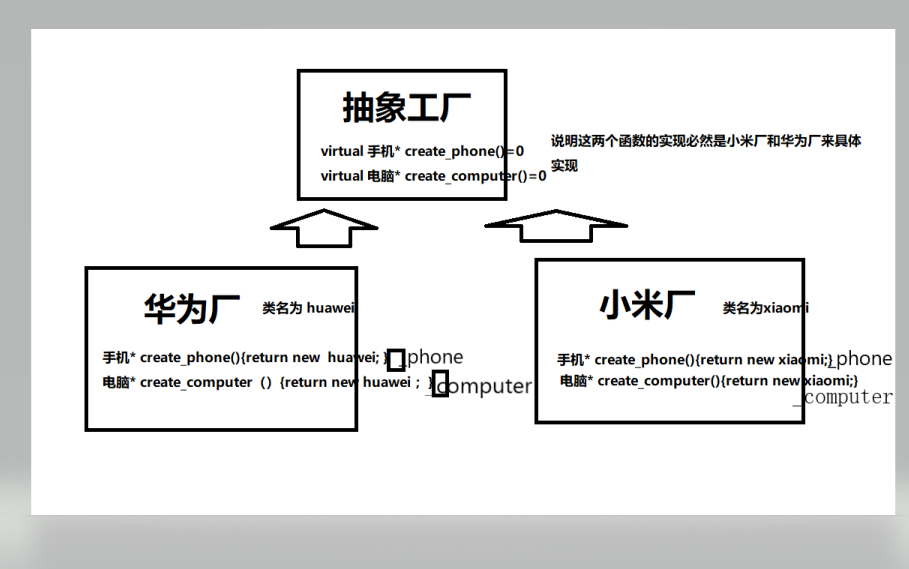 抽象工厂
virtual 手机* create_phone()=0
virtual 电脑* create_computer()=0
说明这两个函数的实现必然是小米厂和华为厂来具体
实现
华为厂
类名为 huawei
手机* create_phone(){return new  huawei; }
_phone
电脑* create_computer（）{return new huawei ；}
_computer
小米厂
类名为xiaomi
手机* create_phone(){return new xiaomi;}
_phone
电脑* create_computer(){return new xiaomi;}
_computer